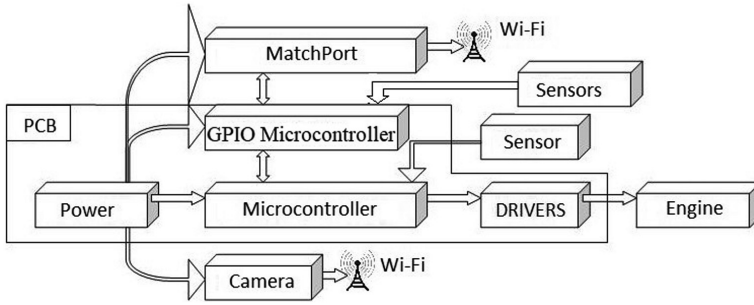 MatchPort
Wi-Fi
Sensors
PCB
GPIO Microcontroller
Sensor
Power
Microcontroller
DRIVERS
Engine
Camera
Wi-Fi